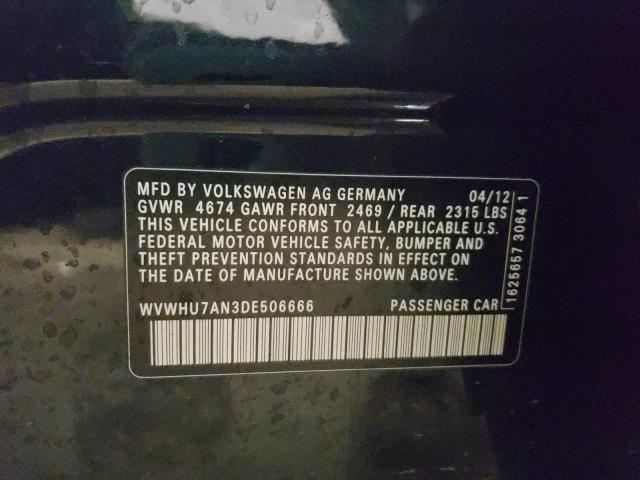 MFD BY VOLKSWAGEN AG GERMANY 04/12
GVWR 4674 GAWR FRONT 2469 / REAR 2315 LBS
THIS VEHICLE CONFORMS TO ALL APPLICABLE U.S.
FEDERAL MOTOR VEHICLE SAFETY, BUMPER AND
THEFT PREVENTION STANDARDS IN EFFECT ON
THE DATE OF MANUFACTURE SHOWN ABOVE.
WVWHU7AN3DE506666 PASSENGER CAR
1625657 3064 1